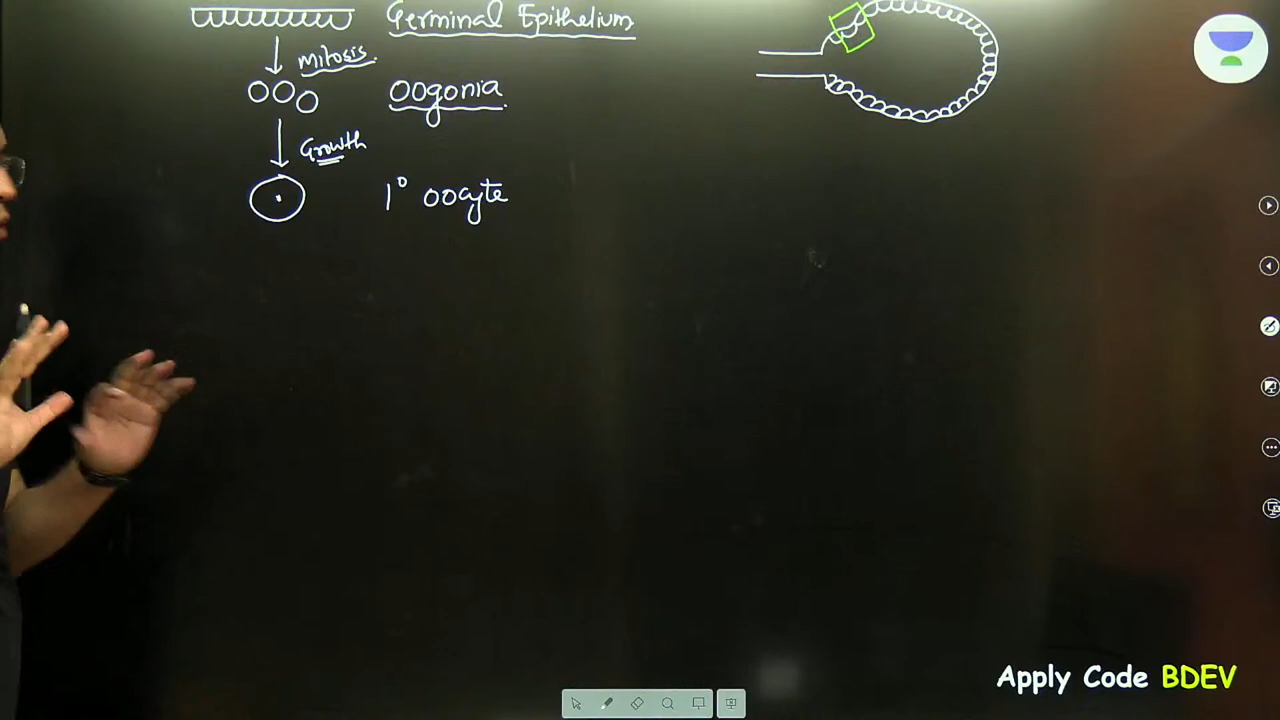 Germinal Epithelium
mitosis.
oogonia
Growth
1° oocyte
Apply Code BDEV